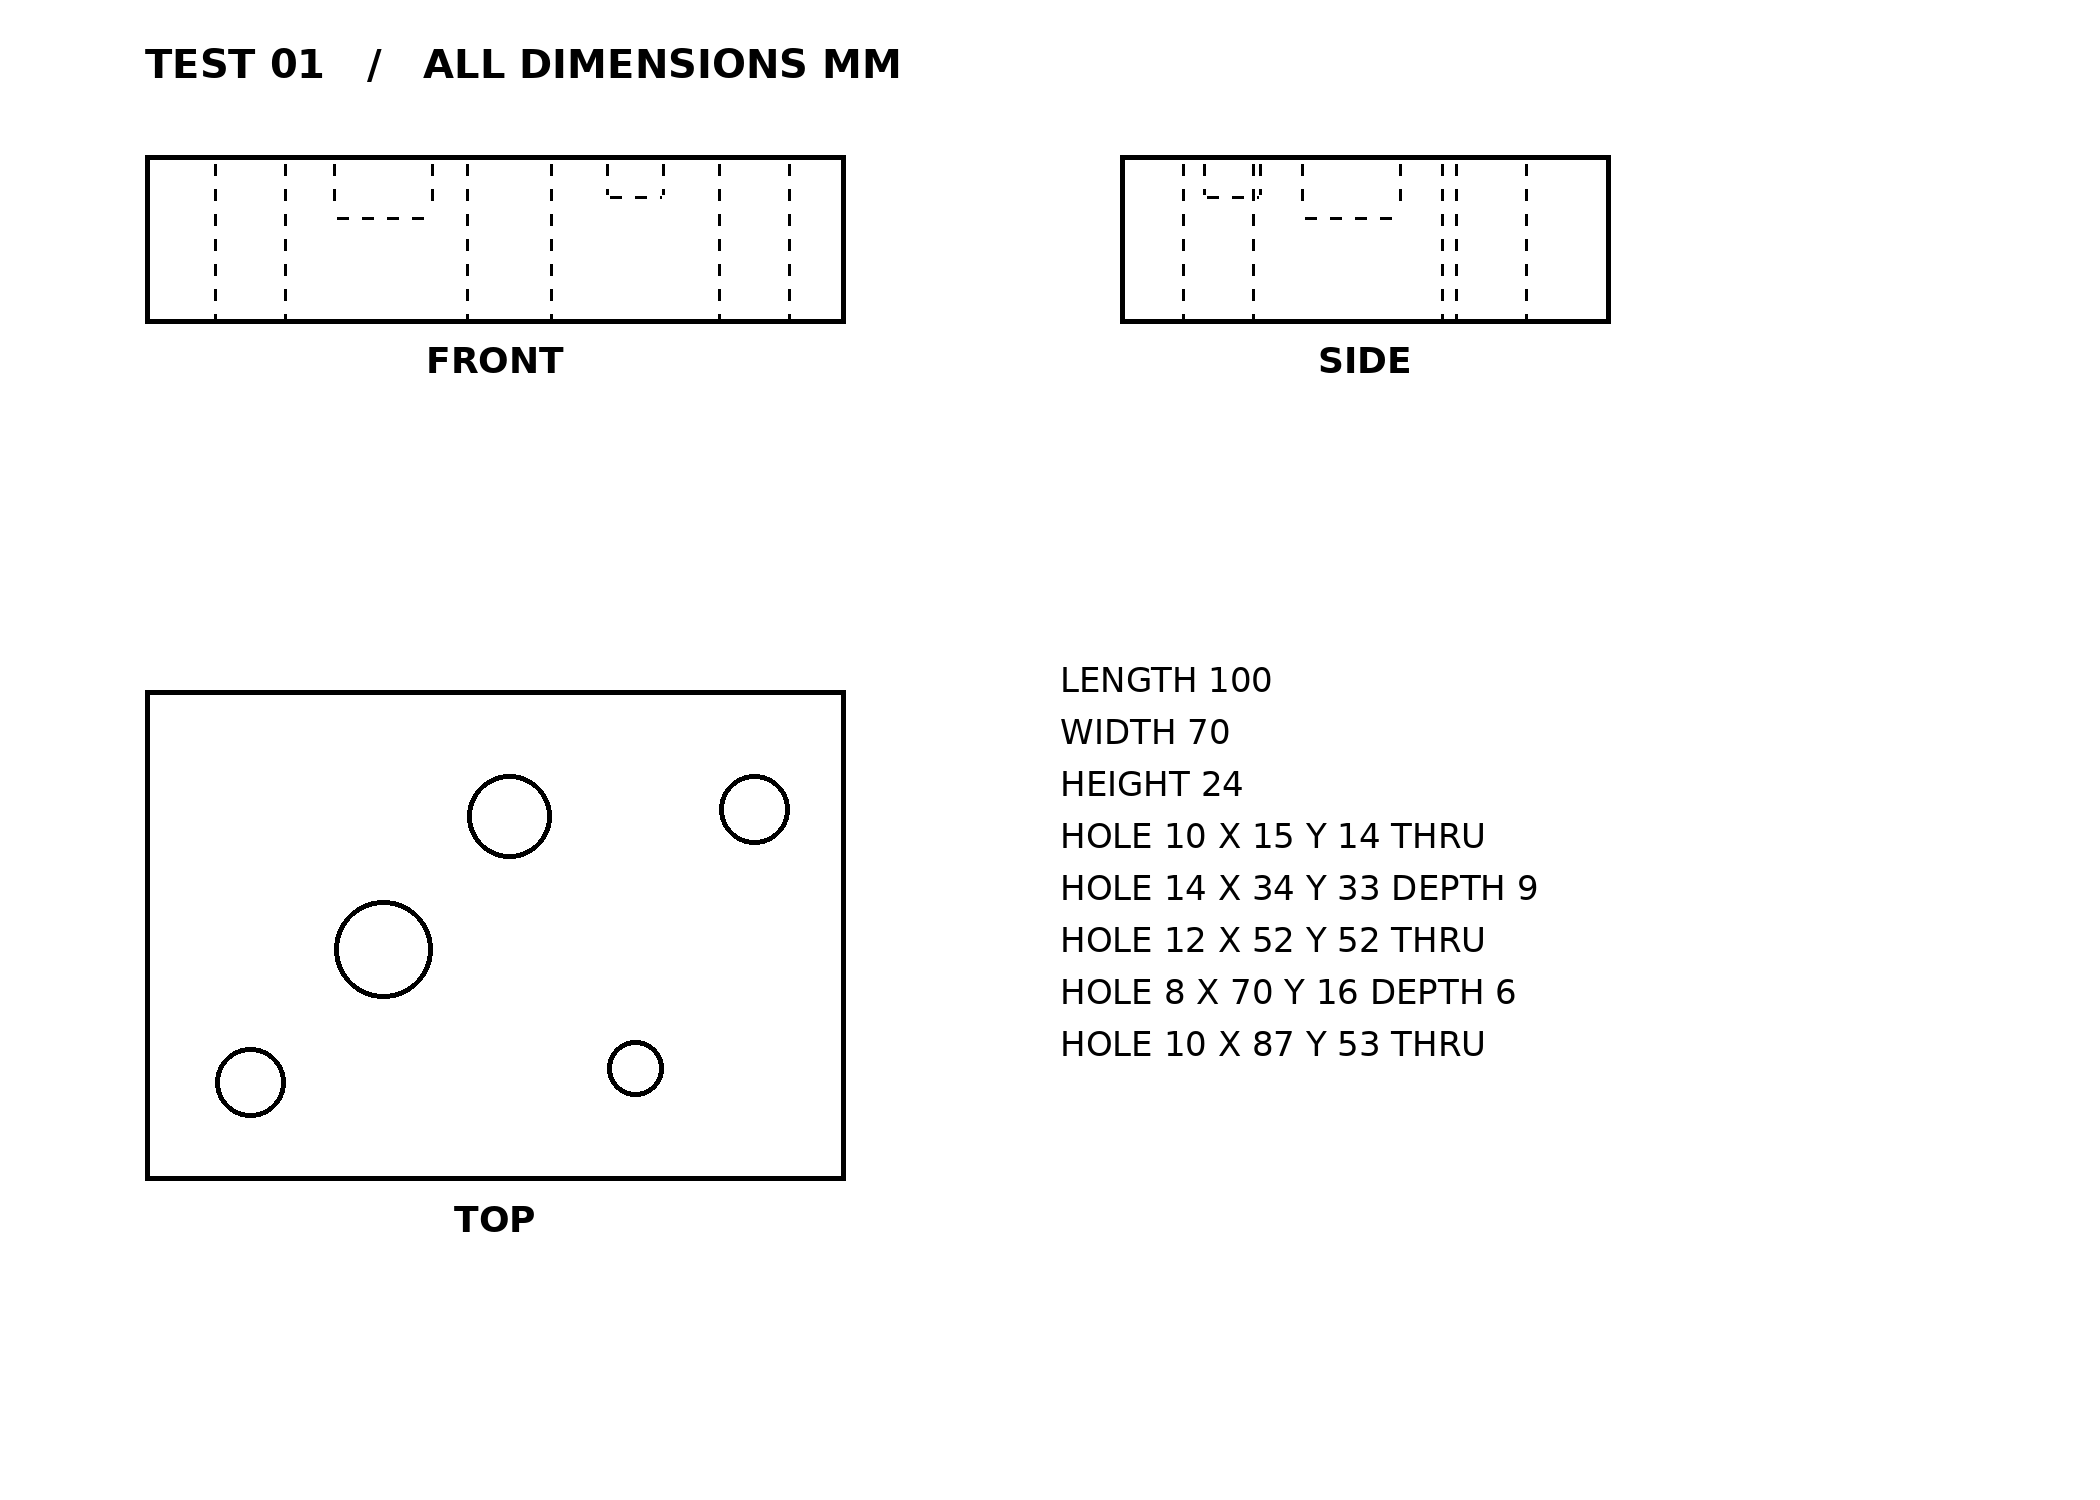 TEST 01 / ALL DIMENSIONS MM
FRONT
SIDE
LENGTH 100
WIDTH 70
HEIGHT 24
HOLE 10 X 15 Y 14 THRU
HOLE 14 X 34 Y 33 DEPTH 9
HOLE 12 X 52 Y 52 THRU
HOLE 8 X 70 Y 16 DEPTH 6
HOLE 10 X 87 Y 53 THRU
TOP